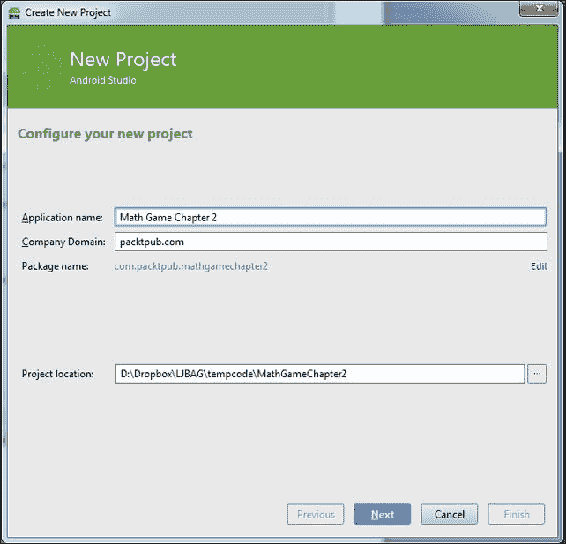 Create New Project
New Project
Android Studio
Configure your new project
Application name: Math Game Chapter 2
Company Domain: packtpub.com
Package name: com.packtpub.mathgamechapter2 Edit
Project location: D:\Dropbox\LJBAG\tempcode\MathGameChapter2 ...
Previous Next Cancel Finish